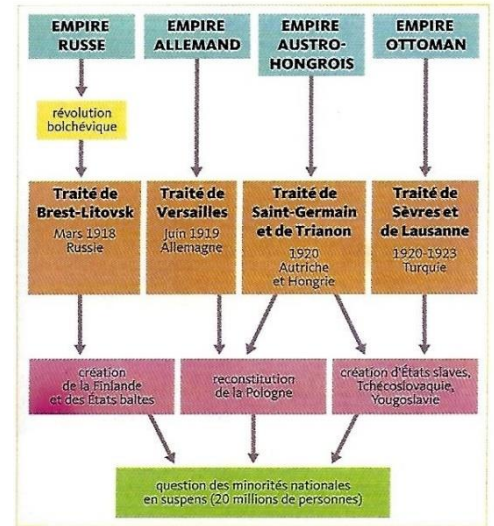 EMPIRE
RUSSE
EMPIRE
ALLEMAND
EMPIRE
AUSTRO-
HONGROIS
EMPIRE
OTTOMAN
révolution
bolchévique
Traité de
Brest-Litovsk
Mars 1918
Russie
Traité de
Versailles
Juin 1919
Allemagne
Traité de
Saint-Germain
et de Trianon
1920
Autriche
et Hongrie
Traité de
Sèvres et
de Lausanne
1920-1923
Turquie
création
de la Finlande
et des États baltes
reconstitution
de la Pologne
création d'États slaves,
Tchécoslovaquie,
Yougoslavie
question des minorités nationales
en suspens (20 millions de personnes)